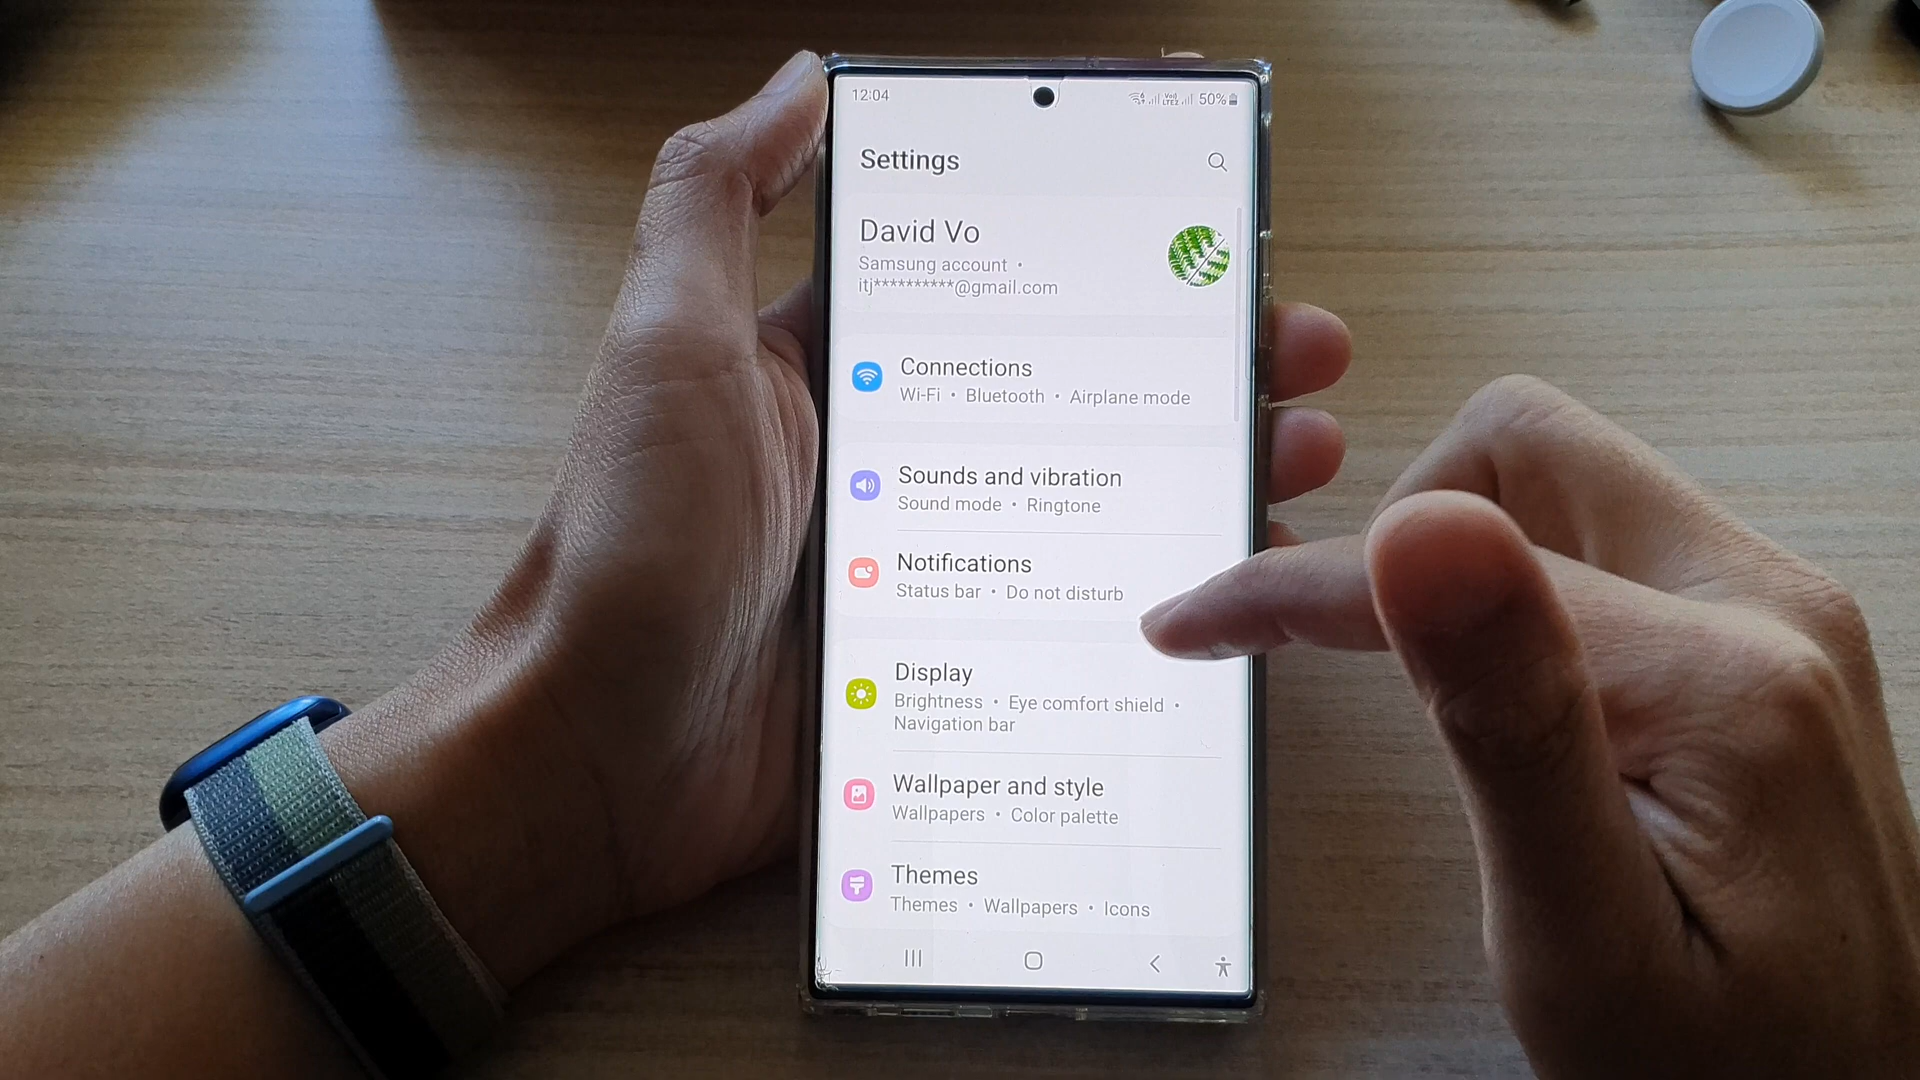 12:04
Vo) LTE2 50%
Settings
David Vo
Samsung account •
itj**********@gmail.com
Connections
Wi-Fi • Bluetooth • Airplane mode
Sounds and vibration
Sound mode • Ringtone
Notifications
Status bar • Do not disturb
Display
Brightness • Eye comfort shield •
Navigation bar
Wallpaper and style
Wallpapers • Color palette
Themes
Themes • Wallpapers • Icons